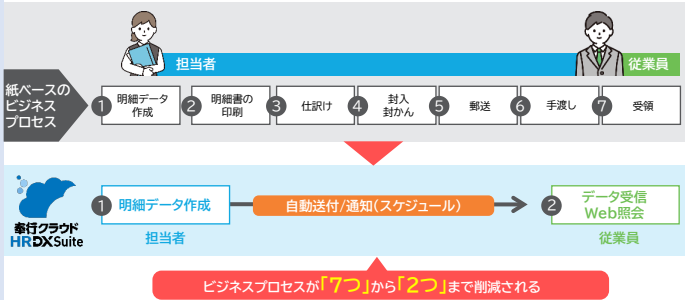 担当者
従業員
紙ベースの
ビジネス
プロセス
1 明細データ
作成
2 明細書の
印刷
3 仕訳け
4 封入
封かん
5 郵送
6 手渡し
7 受領
奉行クラウド
HR DX Suite
1 明細データ作成
自動送付/通知(スケジュール)
2 データ受信
Web照会
担当者
従業員
ビジネスプロセスが「7つ」から「2つ」まで削減される